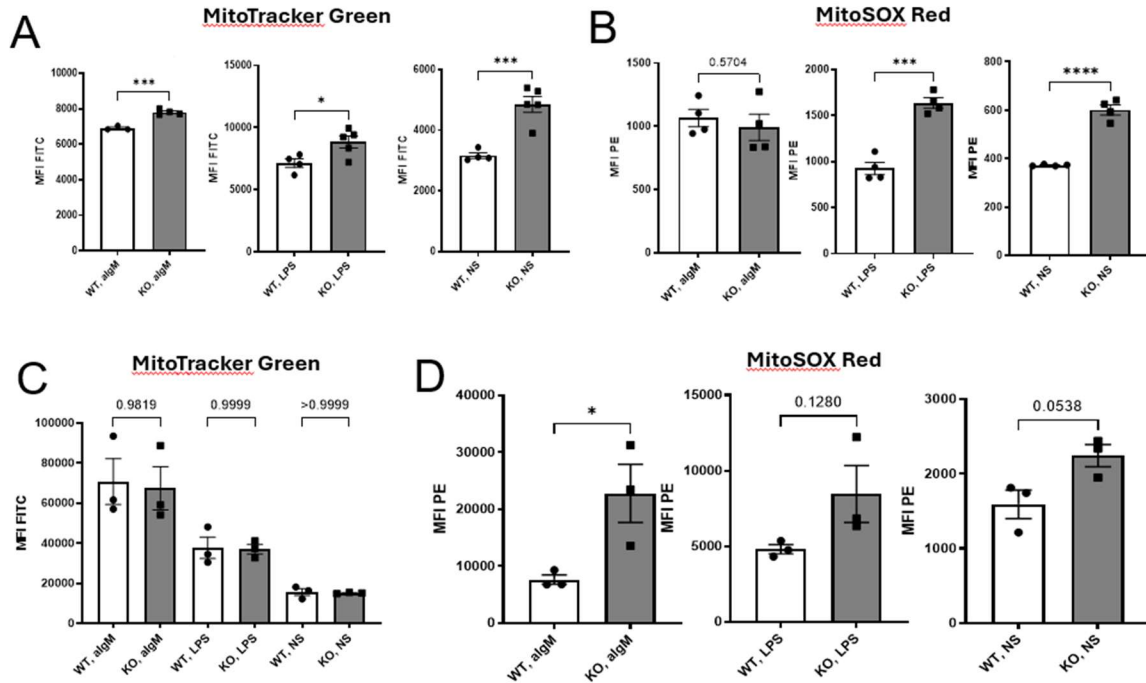 A
MitoTracker Green
MFI FITC
10000
8000
6000
4000
2000
0
***
WT, aIgM
KO, aIgM
MFI FITC
15000
10000
5000
0
*
WT, LPS
KO, LPS
MFI FITC
6000
4000
2000
0
***
WT, NS
KO, NS
B
MitoSOX Red
MFI PE
1500
1000
500
0
0.5704
WT, aIgM
KO, aIgM
MFI PE
2000
1500
1000
500
0
***
WT, LPS
KO, LPS
MFI PE
800
600
400
200
0
****
WT, NS
KO, NS
C
MitoTracker Green
MFI FITC
100000
80000
60000
40000
20000
0
0.9819
0.9999
>0.9999
WT, aIgM
KO, aIgM
WT, LPS
KO, LPS
WT, NS
KO, NS
D
MitoSOX Red
MFI PE
40000
30000
20000
10000
0
*
WT, aIgM
KO, aIgM
MFI PE
15000
10000
5000
0
0.1280
WT, LPS
KO, LPS
MFI PE
3000
2000
1000
0
0.0538
WT, NS
KO, NS